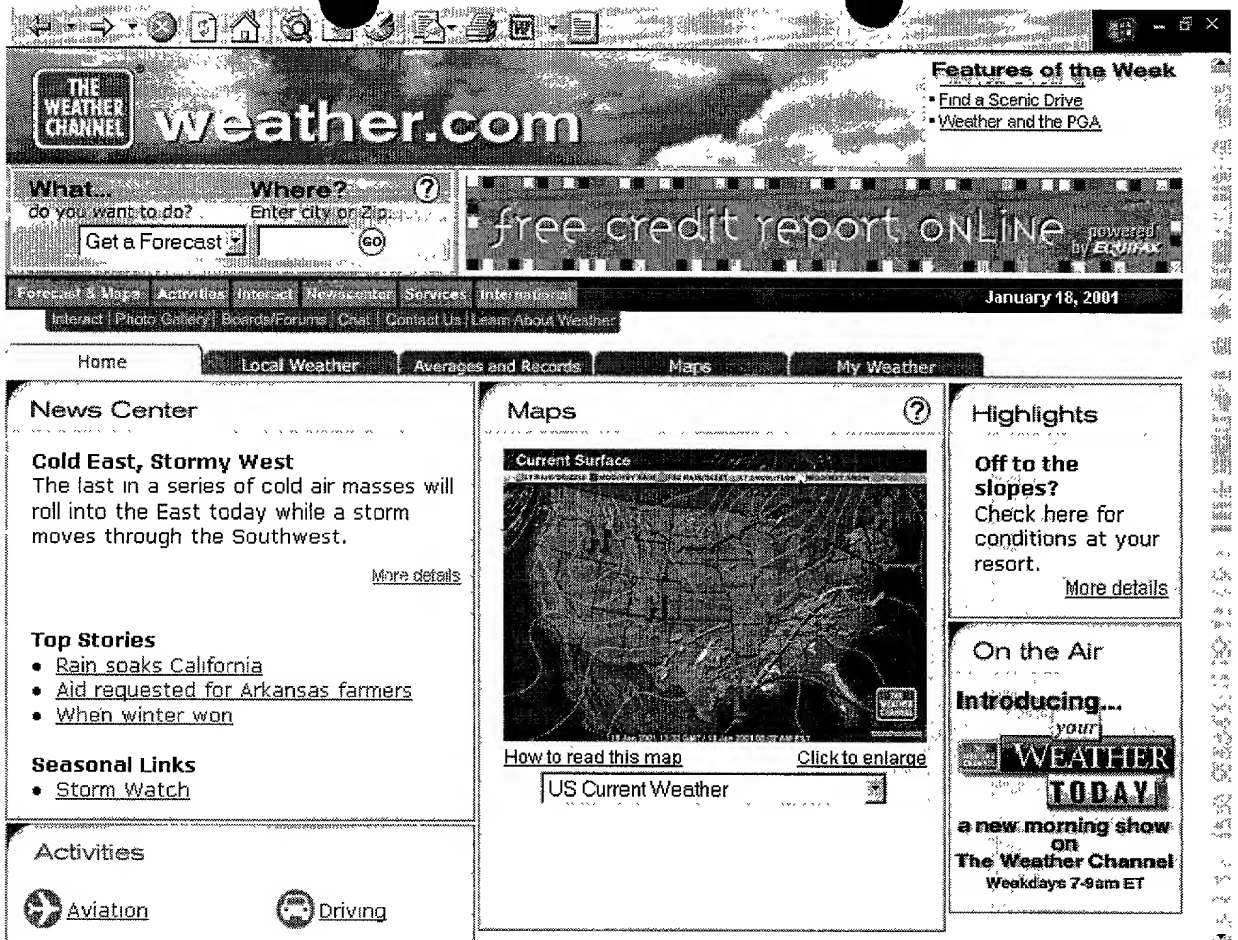 THE
WEATHER
CHANNEL
weather.com
Features of the Week
Find a Scenic Drive
Weather and the PGA
What...
do you want to do?
Get a Forecast
Where?
Enter city or Zip
GO
free credit report onLine
powered
by EQUIFAX
Forecast & Maps Activities Interact Newscenter Services International
January 18, 2001
Interact | Photo Gallery | Boards/Forums | Chat | Contact Us | Learn About Weather
Home Local Weather Averages and Records Maps My Weather
News Center
Cold East, Stormy West
The last in a series of cold air masses will
roll into the East today while a storm
moves through the Southwest.
More details
Top Stories
• Rain soaks California
• Aid requested for Arkansas farmers
• When winter won
Seasonal Links
• Storm Watch
Activities
Aviation
Driving
Maps
?
Current Surface
How to read this map
Click to enlarge
US Current Weather
Highlights
Off to the
slopes?
Check here for
conditions at your
resort.
More details
On the Air
Introducing...
your
WEATHER
TODAY
a new morning show
on
The Weather Channel
Weekdays 7-9am ET